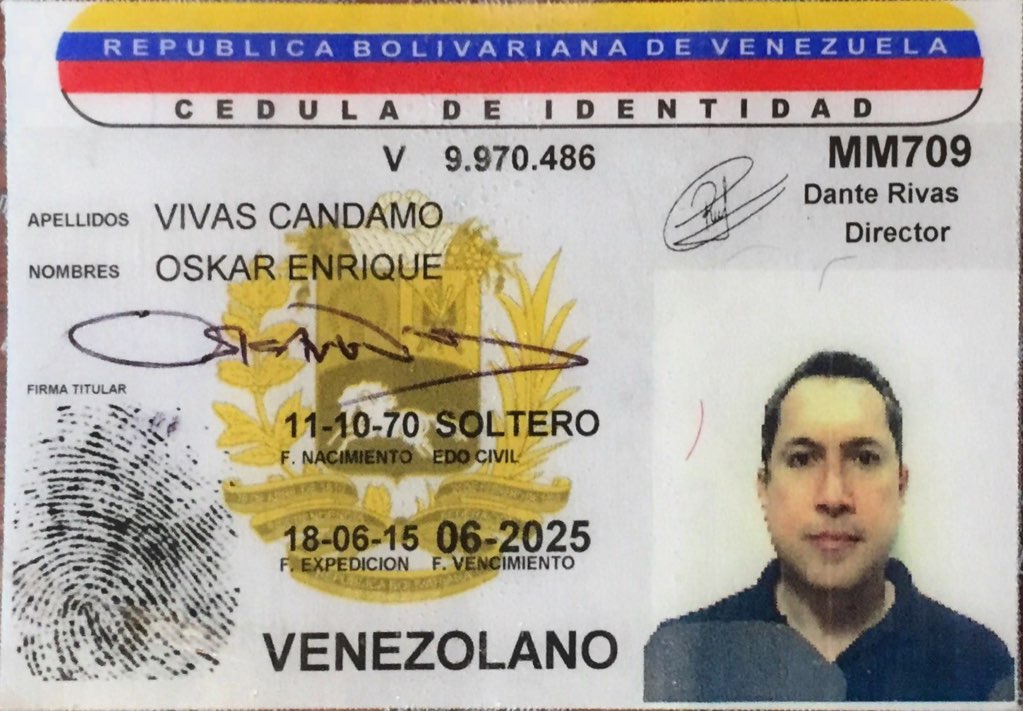 REPUBLICA BOLIVARIANA DE VENEZUELA
CEDULA DE IDENTIDAD
V 9.970.486
MM709
Dante Rivas
Director
APELLIDOS VIVAS CANDAMO
NOMBRES OSKAR ENRIQUE
FIRMA TITULAR
11-10-70 SOLTERO
F. NACIMIENTO EDO CIVIL
18-06-15 06-2025
F. EXPEDICION F. VENCIMIENTO
VENEZOLANO